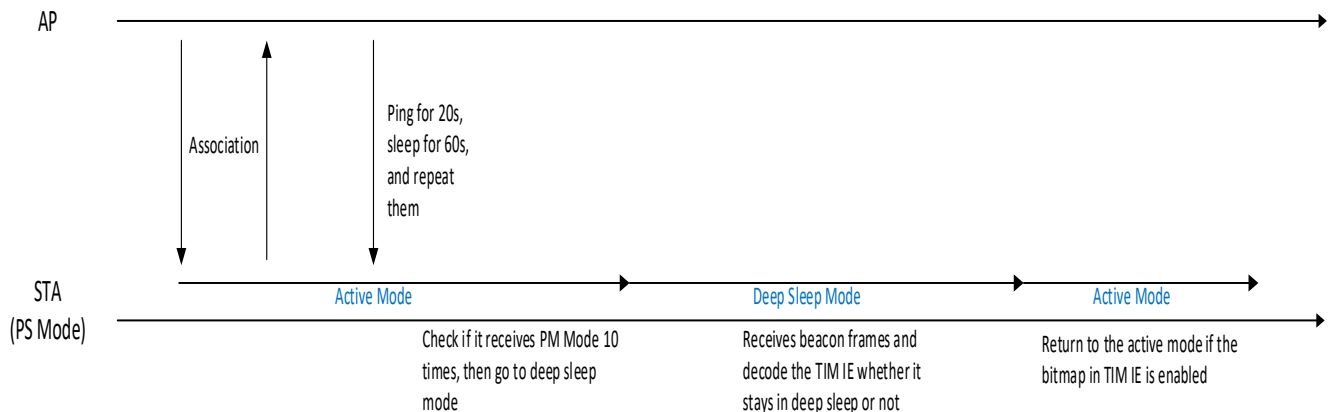 AP
Association
Ping for 20s,
sleep for 60s,
and repeat
them
STA
(PS Mode)
Active Mode
Deep Sleep Mode
Active Mode
Check if it receives PM Mode 10
times, then go to deep sleep
mode
Receives beacon frames and
decode the TIM IE whether it
stays in deep sleep or not
Return to the active mode if the
bitmap in TIM IE is enabled